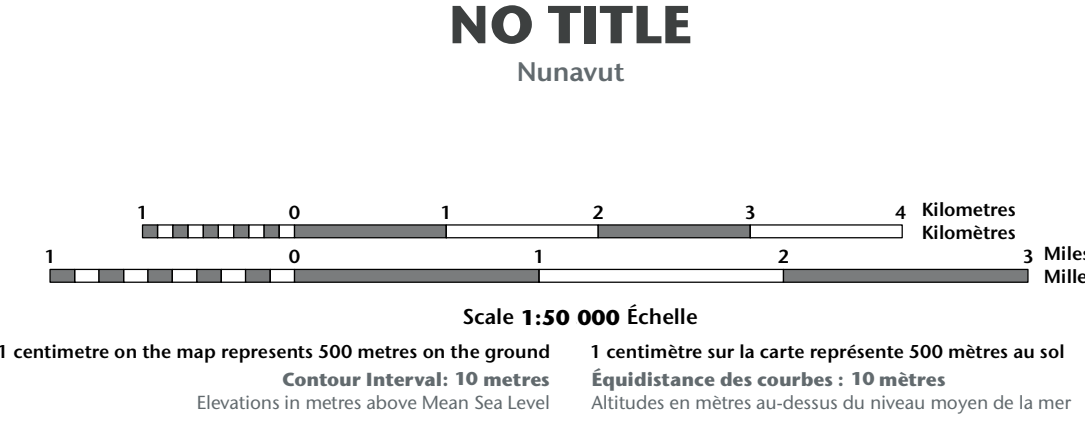 NO TITLE
Nunavut
1 0 1 2 3 4 Kilometres
Kilomètres
1 0 1 2 3 Miles
Mille
Scale 1:50 000 Échelle
1 centimetre on the map represents 500 metres on the ground
1 centimètre sur la carte représente 500 mètres au sol
Contour Interval: 10 metres
Équidistance des courbes : 10 mètres
Elevations in metres above Mean Sea Level
Altitudes en mètres au-dessus du niveau moyen de la mer